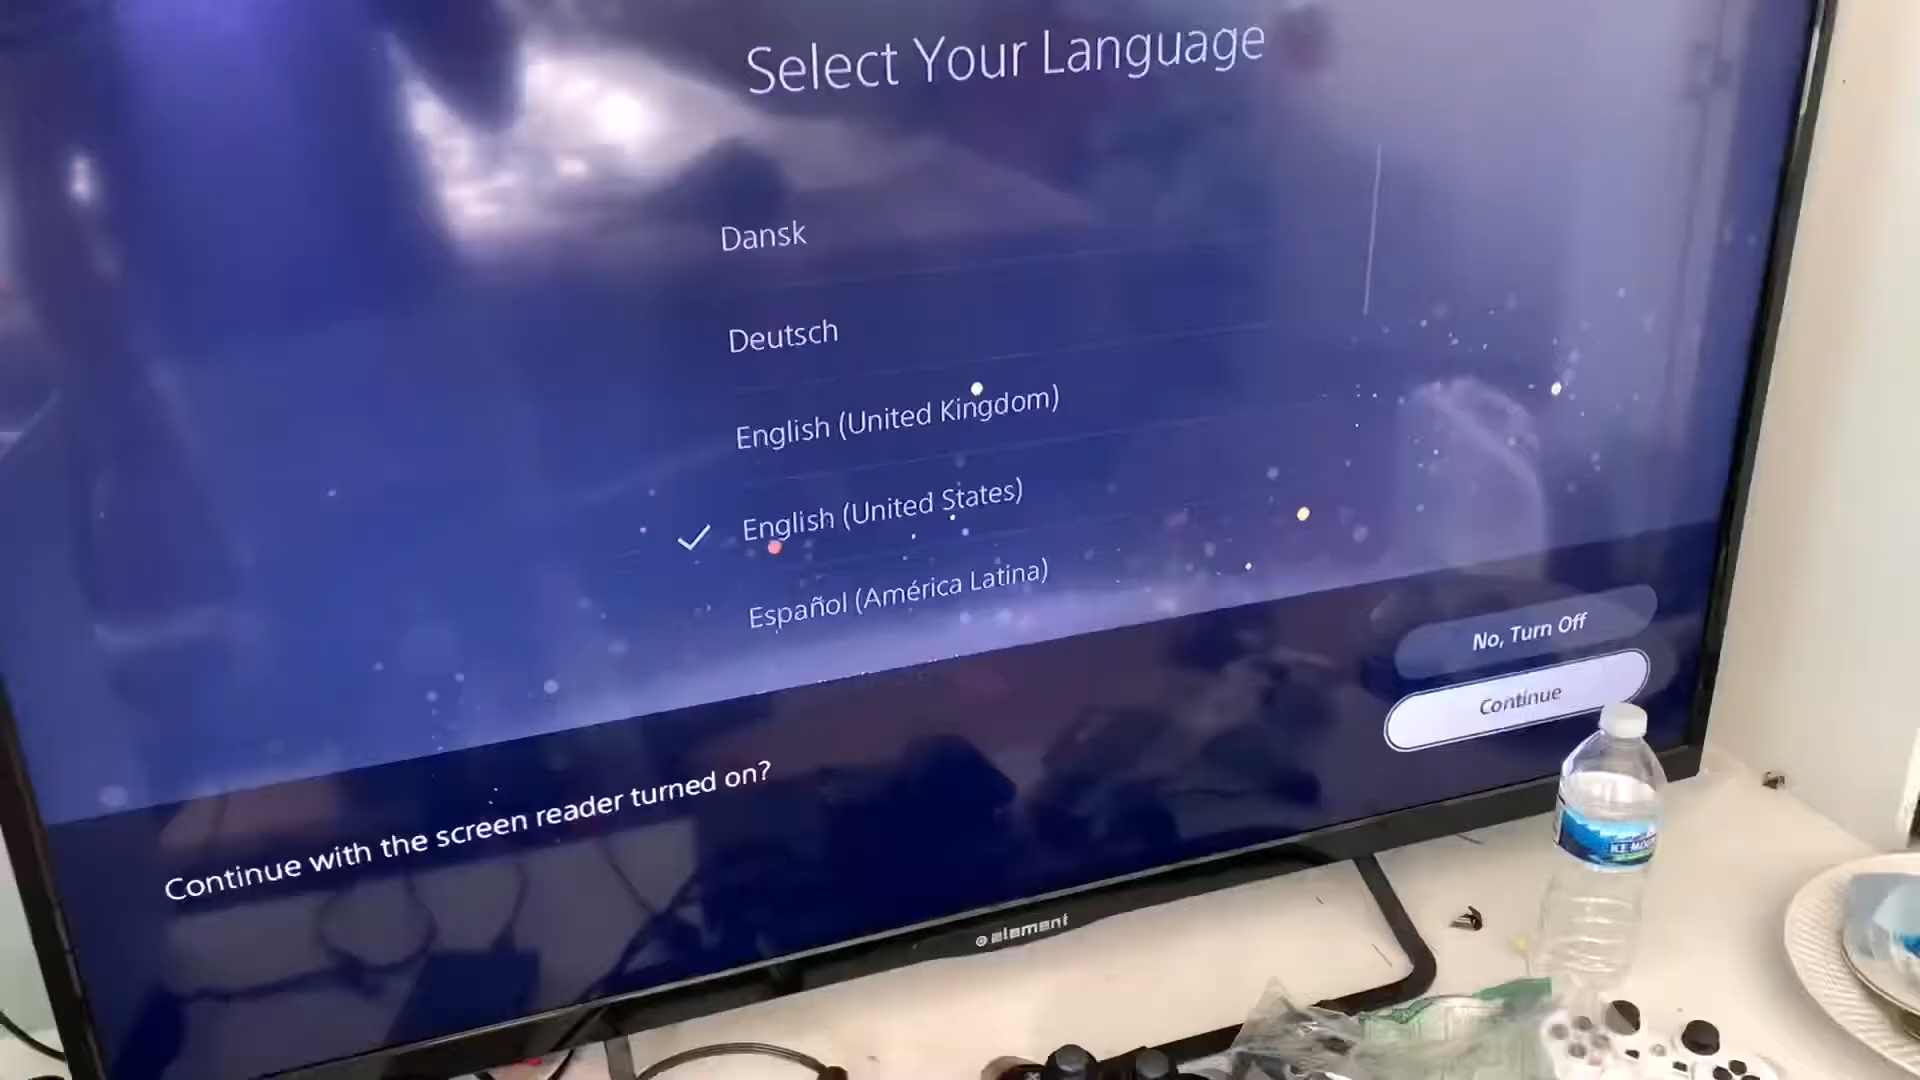 Select Your Language
Dansk
Deutsch
English (United Kingdom)
English (United States)
Español (América Latina)
No, Turn Off
Continue
Continue with the screen reader turned on?
element